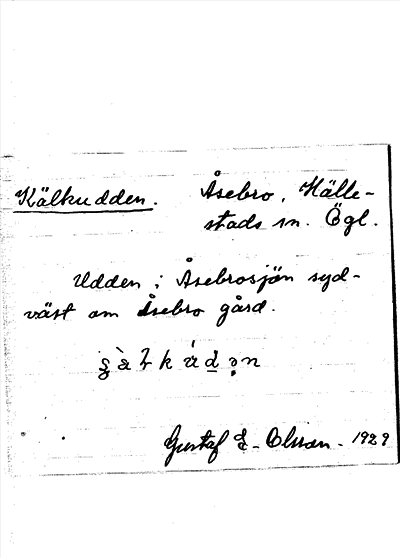 Kälkudden. Åsebro, Hälle-
stads sn. Ögl.
Udden i Åsebrosjön syd-
väst om Åsebro gård.
Gustaf E. Olsson. 1929